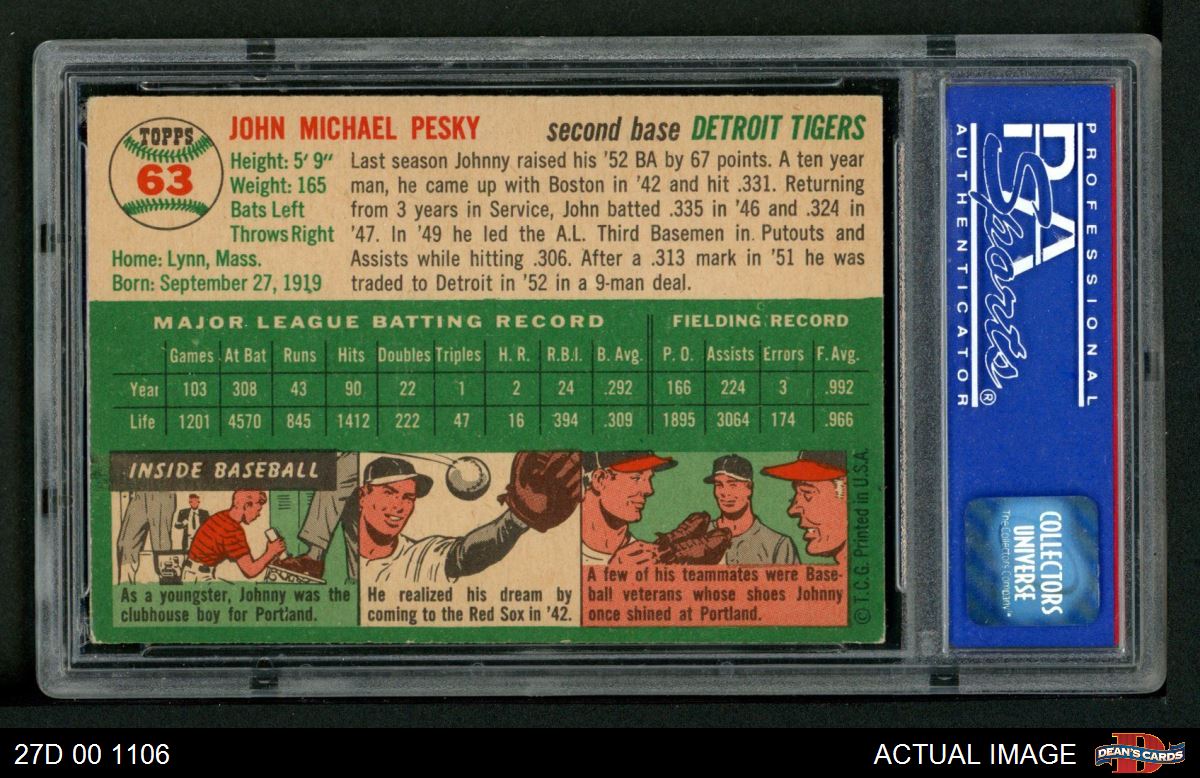 TOPPS
63
JOHN MICHAEL PESKY
second base DETROIT TIGERS
Height: 5' 9"
Weight: 165
Bats Left
Throws Right
Home: Lynn, Mass.
Born: September 27, 1919
Last season Johnny raised his '52 BA by 67 points. A ten year
man, he came up with Boston in '42 and hit .331. Returning
from 3 years in Service, John batted .335 in '46 and .324 in
'47. In '49 he led the A.L. Third Basemen in Putouts and
Assists while hitting .306. After a .313 mark in '51 he was
traded to Detroit in '52 in a 9-man deal.
MAJOR LEAGUE BATTING RECORD FIELDING RECORD
Games At Bat Runs Hits Doubles Triples H. R. R.B.I. B. Avg. P. O. Assists Errors F. Avg.
Year 103 308 43 90 22 1 2 24 .292 166 224 3 .992
Life 1201 4570 845 1412 222 47 16 394 .309 1895 3064 174 .966
INSIDE BASEBALL
As a youngster, Johnny was the
clubhouse boy for Portland.
He realized his dream by
coming to the Red Sox in '42.
A few of his teammates were Base-
ball veterans whose shoes Johnny
once shined at Portland.
© T.C.G. Printed in U.S.A.
PROFESSIONAL
PSA
Sports®
AUTHENTICATOR
COLLECTORS
UNIVERSE
The Collectors Company™
27D 00 1106
ACTUAL IMAGE
DEAN'S CARDS